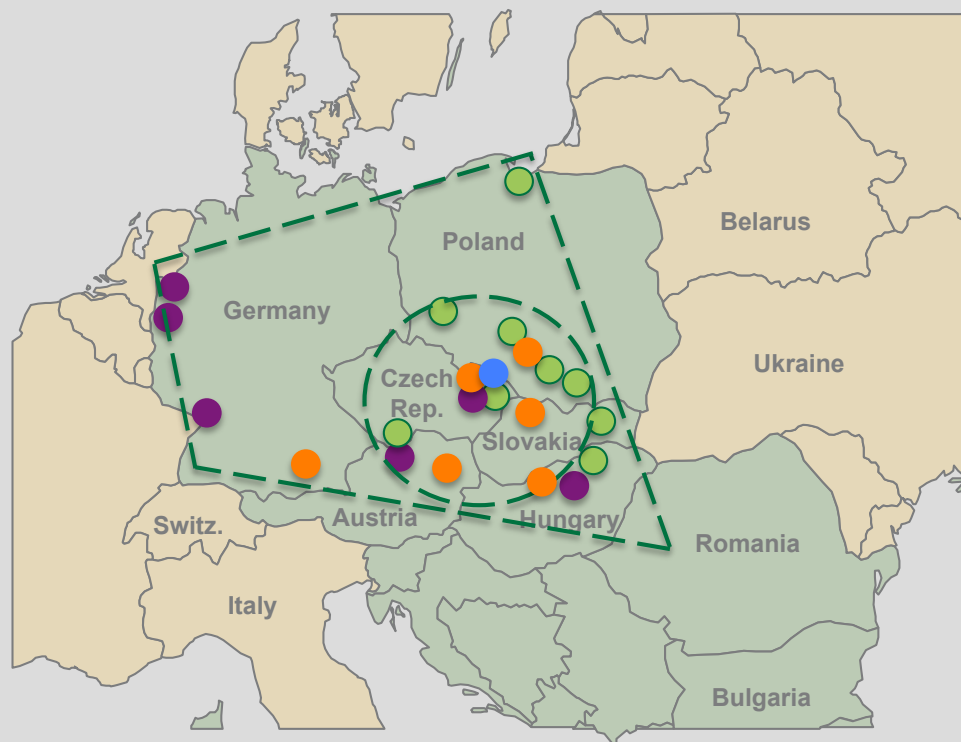 Belarus
Poland
Germany
Ukraine
Czech
Rep.
Slovakia
Austria
Hungary
Switz.
Romania
Italy
Bulgaria